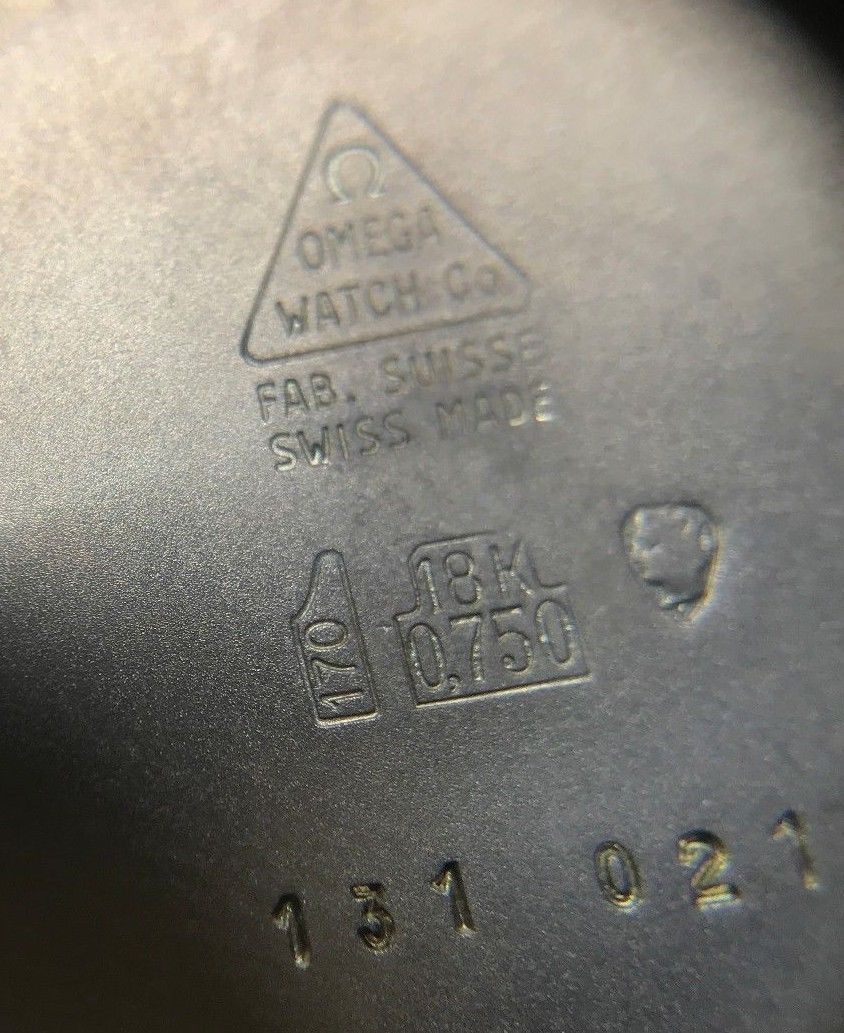 Ω
OMEGA
WATCH Co
FAB. SUISSE
SWISS MADE
170
18K
0,750
131 021